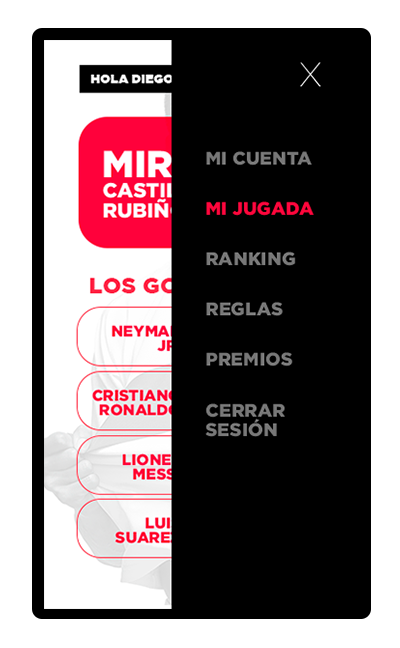 HOLA DIEGO
X
MIR
CASTI
RUBIÑ
LOS GO
NEYMA
JR
CRISTIANO
RONALDO
LIONE
MESS
LUI
SUARE
MI CUENTA
MI JUGADA
RANKING
REGLAS
PREMIOS
CERRAR
SESIÓN